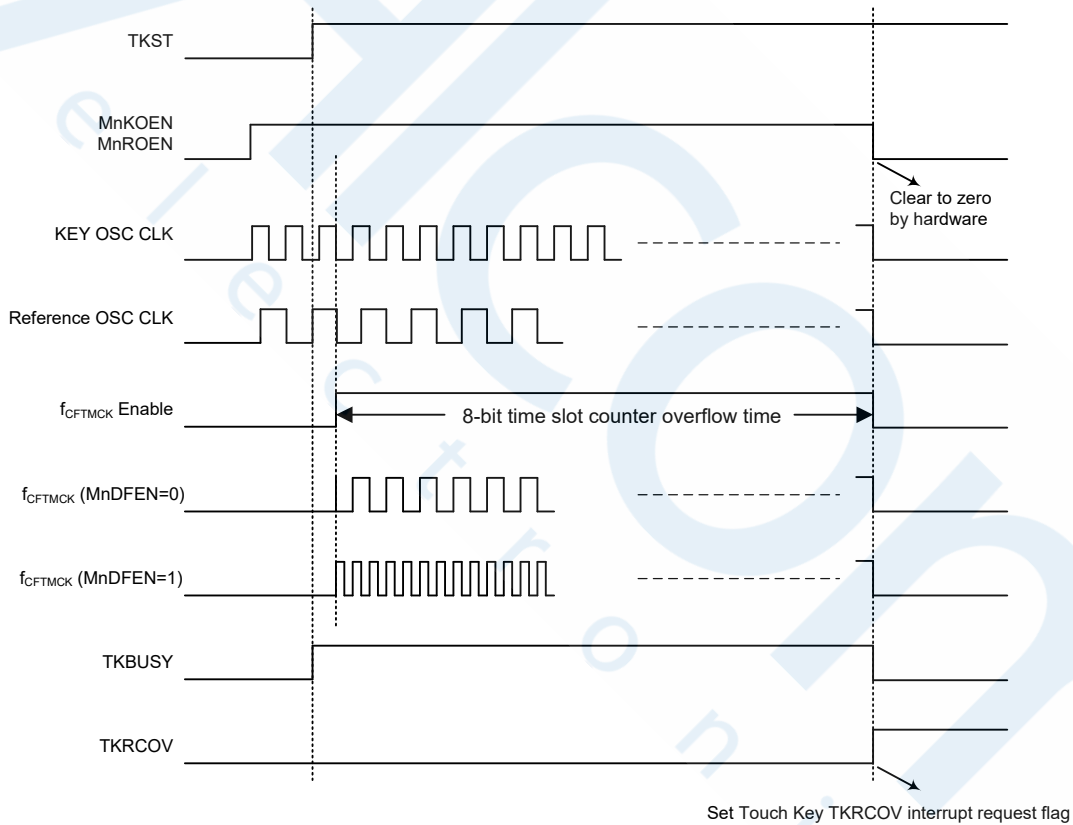 TKST
MnKOEN
MnROEN
Clear to zero
by hardware
KEY OSC CLK
Reference OSC CLK
fCFTMCK Enable
8-bit time slot counter overflow time
fCFTMCK (MnDFEN=0)
fCFTMCK (MnDFEN=1)
TKBUSY
TKRCOV
Set Touch Key TKRCOV interrupt request flag